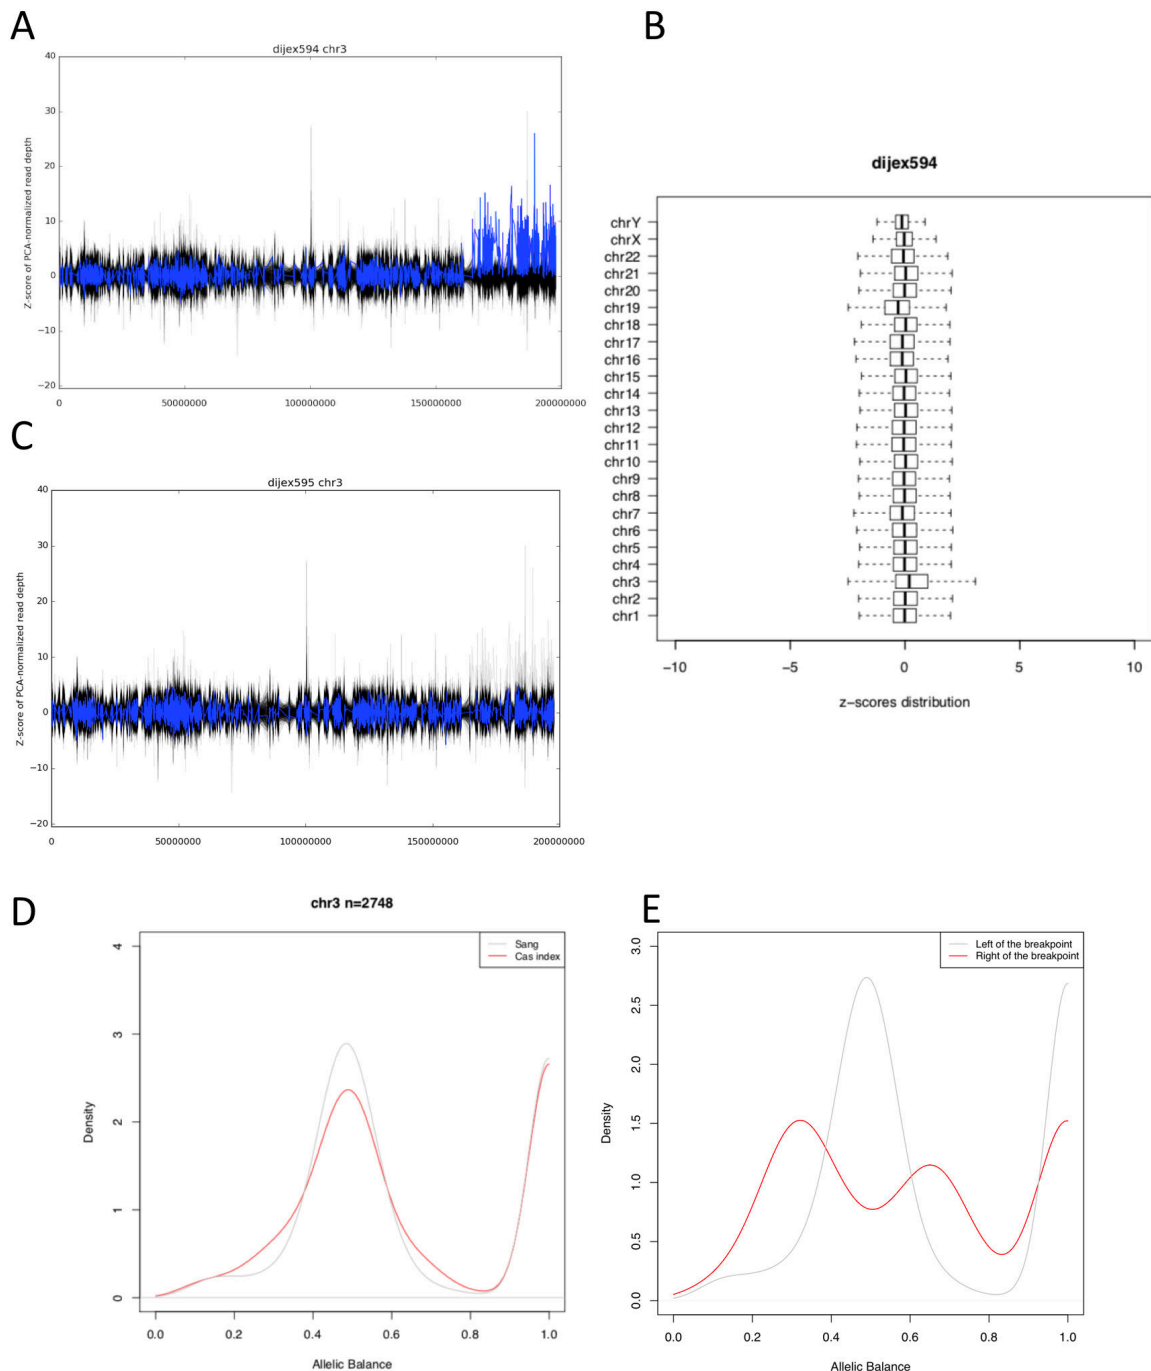 A
dijex594 chr3
Z-score of PCA-normalized read depth
40
30
20
10
0
−10
−20
0
50000000
100000000
150000000
200000000
B
dijex594
chrY
chrX
chr22
chr21
chr20
chr19
chr18
chr17
chr16
chr15
chr14
chr13
chr12
chr11
chr10
chr9
chr8
chr7
chr6
chr5
chr4
chr3
chr2
chr1
−10
−5
0
5
10
z−scores distribution
C
dijex595 chr3
Z-score of PCA-normalized read depth
40
30
20
10
0
−10
−20
0
50000000
100000000
150000000
200000000
D
chr3 n=2748
Sang
Cas index
Density
4
3
2
1
0
0.0
0.2
0.4
0.6
0.8
1.0
Allelic Balance
E
Left of the breakpoint
Right of the breakpoint
Density
3.0
2.5
2.0
1.5
1.0
0.5
0.0
0.0
0.2
0.4
0.6
0.8
1.0
Allelic Balance